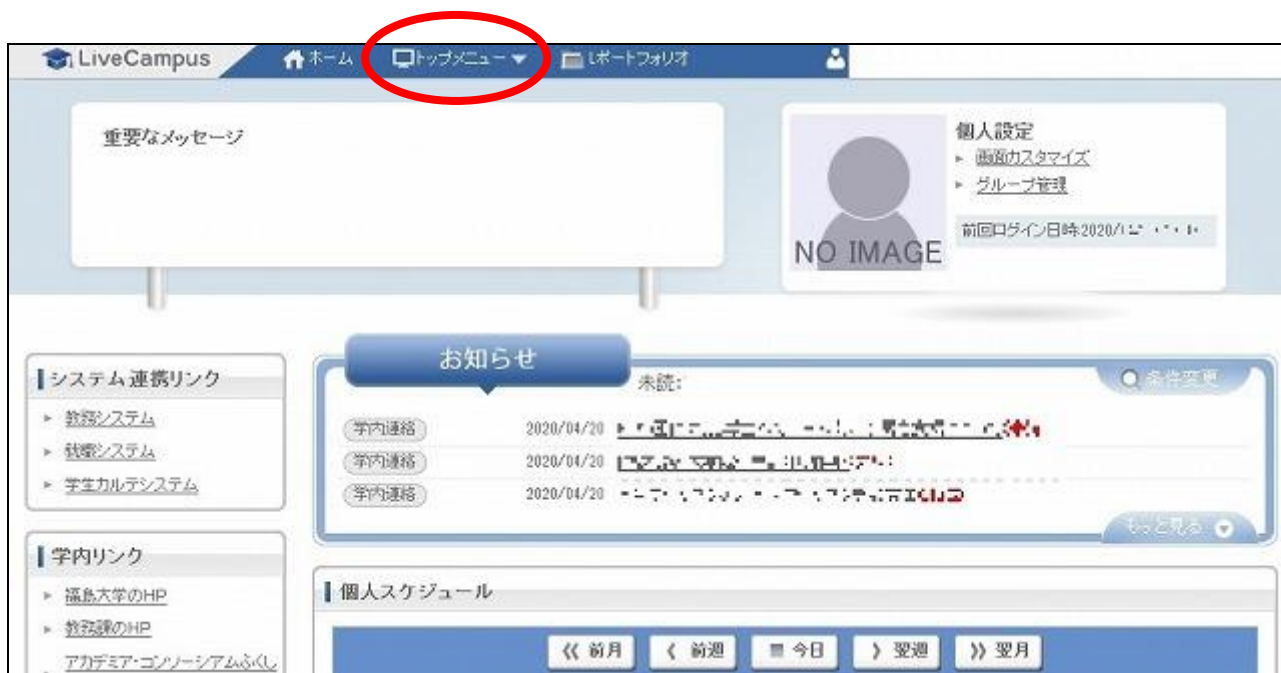 LiveCampus ホーム トップメニュー▼ Lポートフォリオ
重要なメッセージ
NO IMAGE
個人設定
画面カスタマイズ
グループ管理
前回ログイン日時:2020/
システム連携リンク
教務システム
就職システム
学生カルテシステム
学内リンク
福島大学のHP
教務課のHP
アカデミア・コンソーシアムふくし
お知らせ
未読:
条件変更
学内連絡 2020/04/20
学内連絡 2020/04/20
学内連絡 2020/04/20
もっと見る
個人スケジュール
《 前月 〈 前週 ■ 今日 〉 翌週 》 翌月